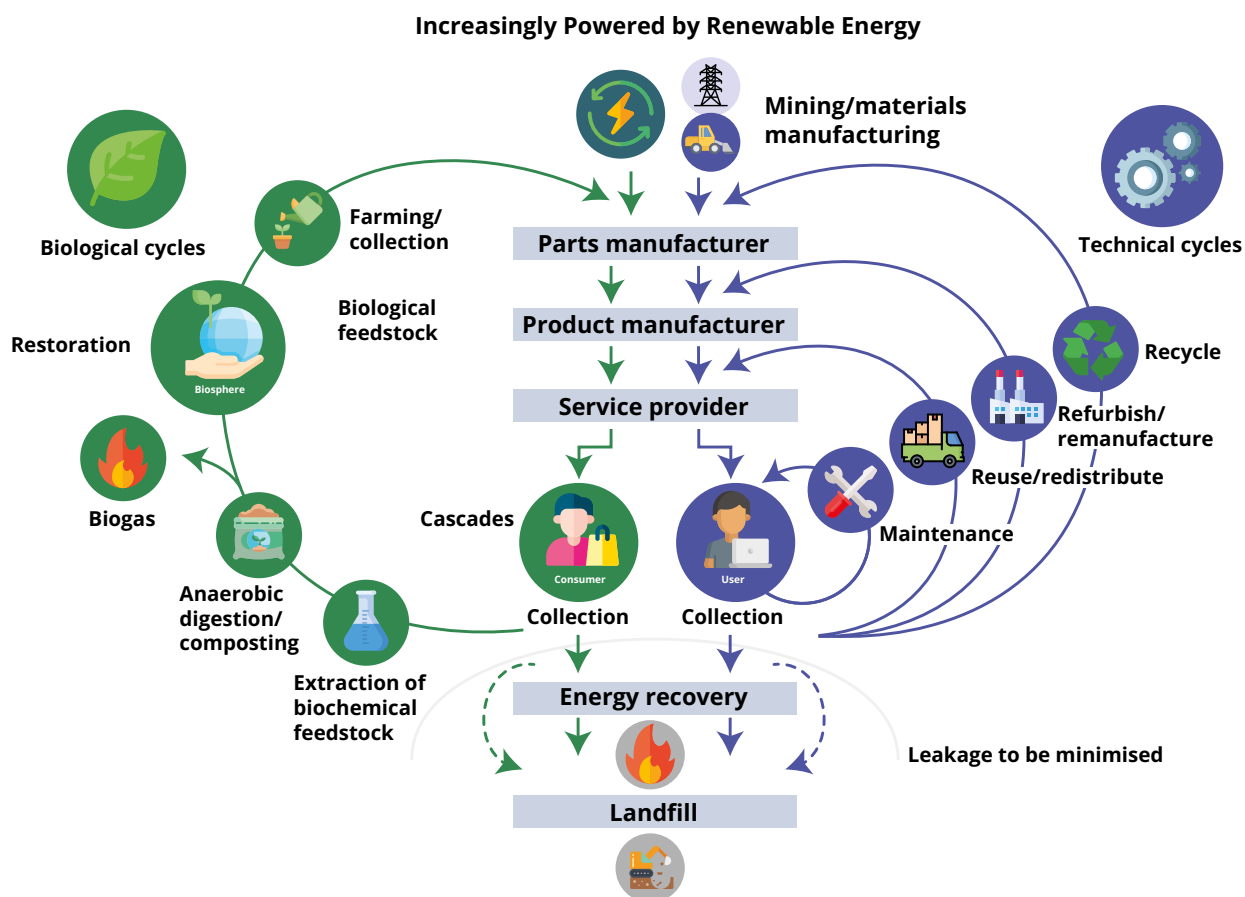 Increasingly Powered by Renewable Energy
Mining/materials
manufacturing
Biological cycles
Technical cycles
Farming/
collection
Parts manufacturer
Biological
feedstock
Product manufacturer
Restoration
Biosphere
Recycle
Service provider
Refurbish/
remanufacture
Reuse/redistribute
Biogas
Cascades
Maintenance
Consumer
User
Anaerobic
digestion/
composting
Collection
Collection
Extraction of
biochemical
feedstock
Energy recovery
Leakage to be minimised
Landfill